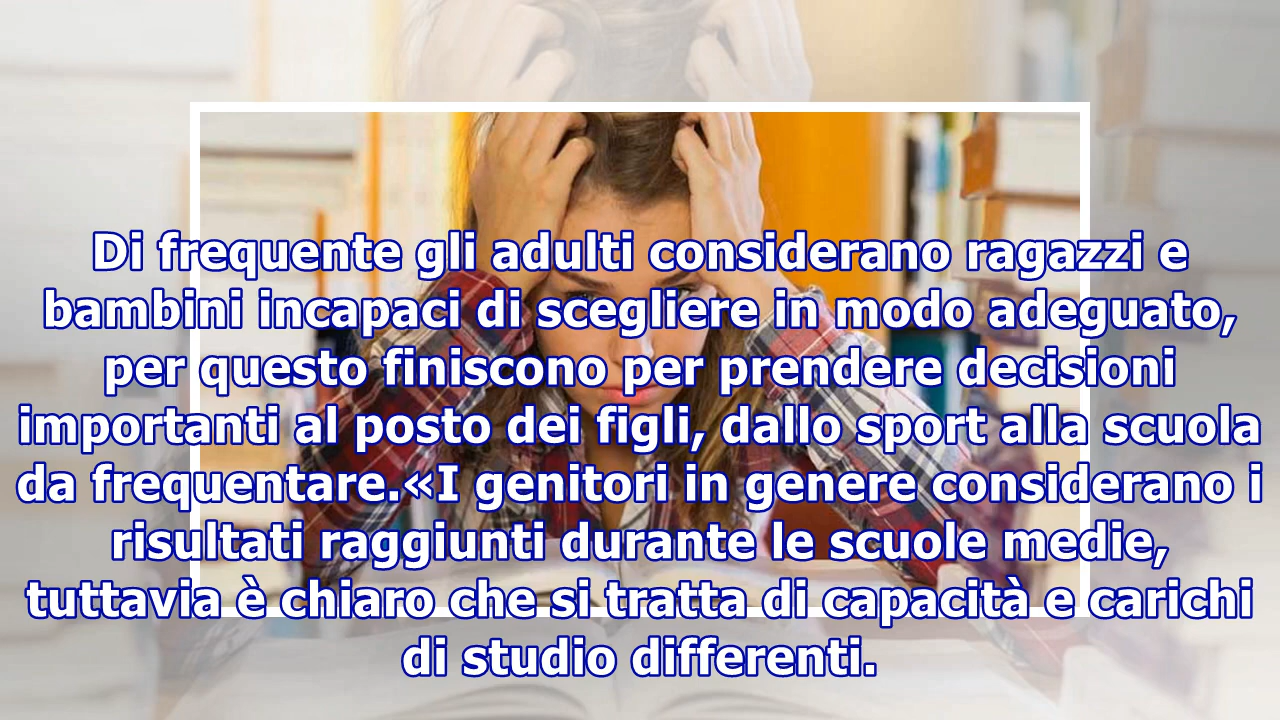 Di frequente gli adulti considerano ragazzi e
bambini incapaci di scegliere in modo adeguato,
per questo finiscono per prendere decisioni
importanti al posto dei figli, dallo sport alla scuola
da frequentare.«I genitori in genere considerano i
risultati raggiunti durante le scuole medie,
tuttavia è chiaro che si tratta di capacità e carichi
di studio differenti.